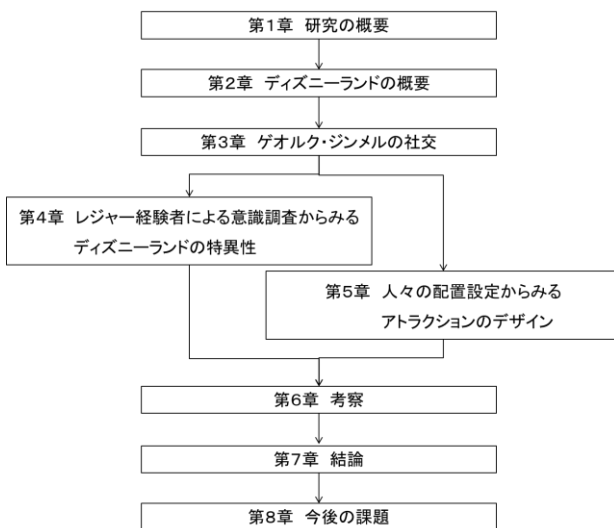 第1章 研究の概要
第2章 ディズニーランドの概要
第3章 ゲオルク・ジンメルの社交
第4章 レジャー経験者による意識調査からみる
ディズニーランドの特異性
第5章 人々の配置設定からみる
アトラクションのデザイン
第6章 考察
第7章 結論
第8章 今後の課題